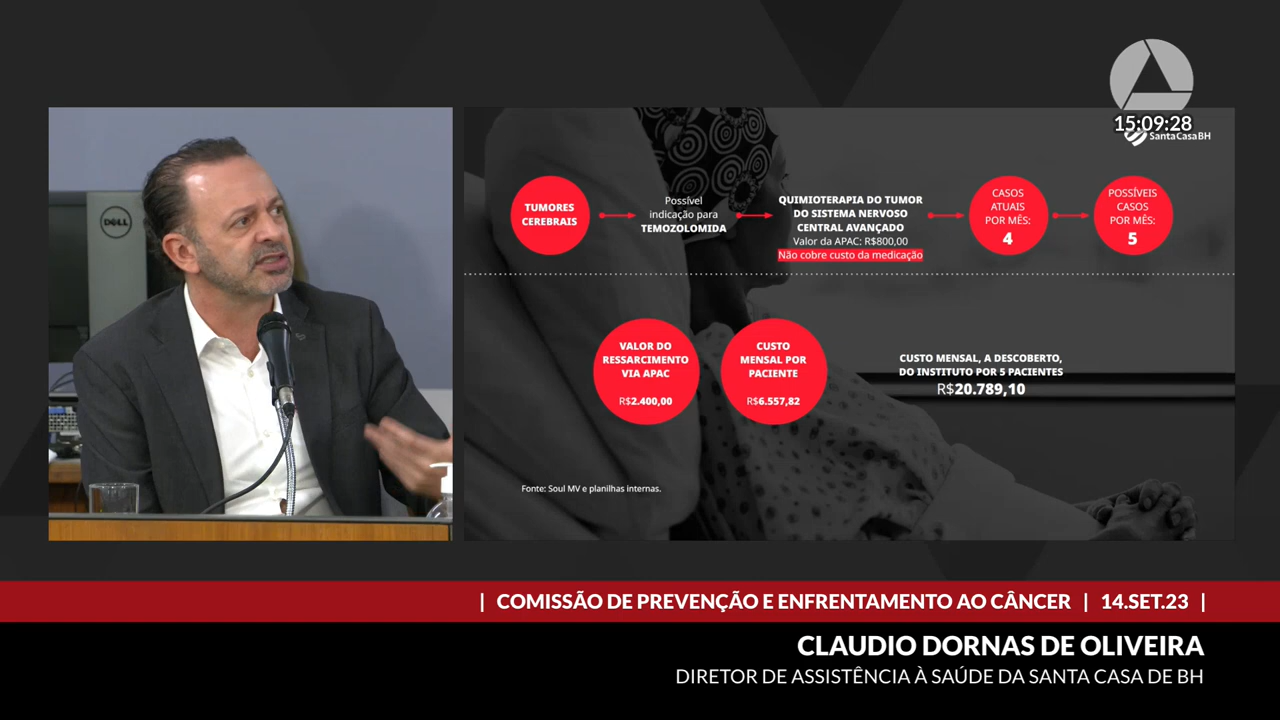 15:09:28
SantaCasaBH
DELL
TUMORES
CEREBRAIS
Possível
indicação para
TEMOZOLOMIDA
QUIMIOTERAPIA DO TUMOR
DO SISTEMA NERVOSO
CENTRAL AVANÇADO
Valor da APAC: R$800,00
Não cobre custo da medicação
CASOS
ATUAIS
POR MÊS:
4
POSSÍVEIS
CASOS
POR MÊS:
5
VALOR DO
RESSARCIMENTO
VIA APAC
R$2.400,00
CUSTO
MENSAL POR
PACIENTE
R$6.557,82
CUSTO MENSAL, A DESCOBERTO,
DO INSTITUTO POR 5 PACIENTES
R$20.789,10
Fonte: Soul MV e planilhas internas.
| COMISSÃO DE PREVENÇÃO E ENFRENTAMENTO AO CÂNCER | 14.SET.23 |
CLAUDIO DORNAS DE OLIVEIRA
DIRETOR DE ASSISTÊNCIA À SAÚDE DA SANTA CASA DE BH